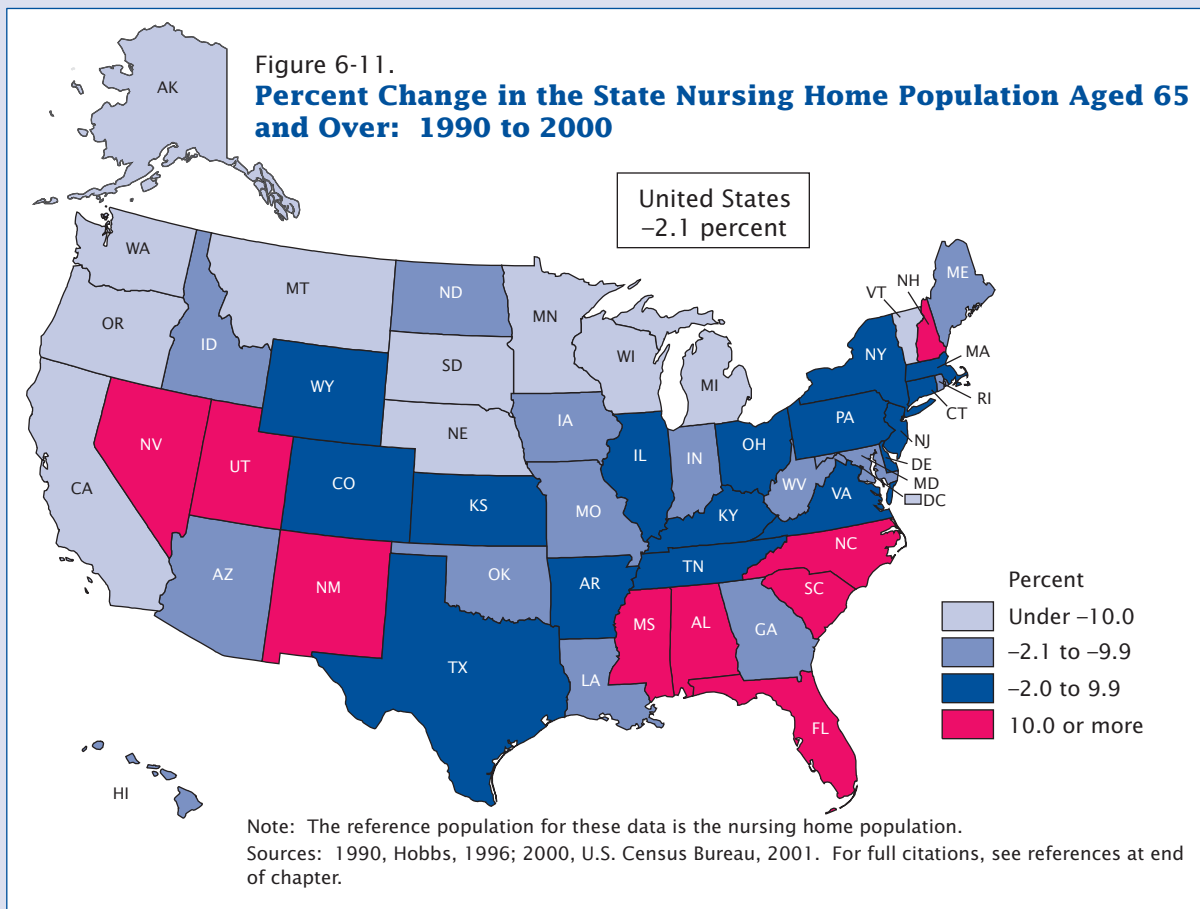 Figure 6-11.
Percent Change in the State Nursing Home Population Aged 65
and Over: 1990 to 2000
United States
–2.1 percent
AK
WA
MT
ND
MN
ME
NH
VT
OR
ID
SD
WI
MI
NY
MA
WY
RI
CT
NE
IA
PA
NV
UT
CO
IL
IN
OH
NJ
DE
MD
DC
CA
KS
MO
WV
VA
KY
AZ
NM
OK
AR
TN
NC
SC
MS
AL
GA
TX
LA
FL
HI
Percent
Under –10.0
–2.1 to –9.9
–2.0 to 9.9
10.0 or more
Note: The reference population for these data is the nursing home population.
Sources: 1990, Hobbs, 1996; 2000, U.S. Census Bureau, 2001. For full citations, see references at end
of chapter.